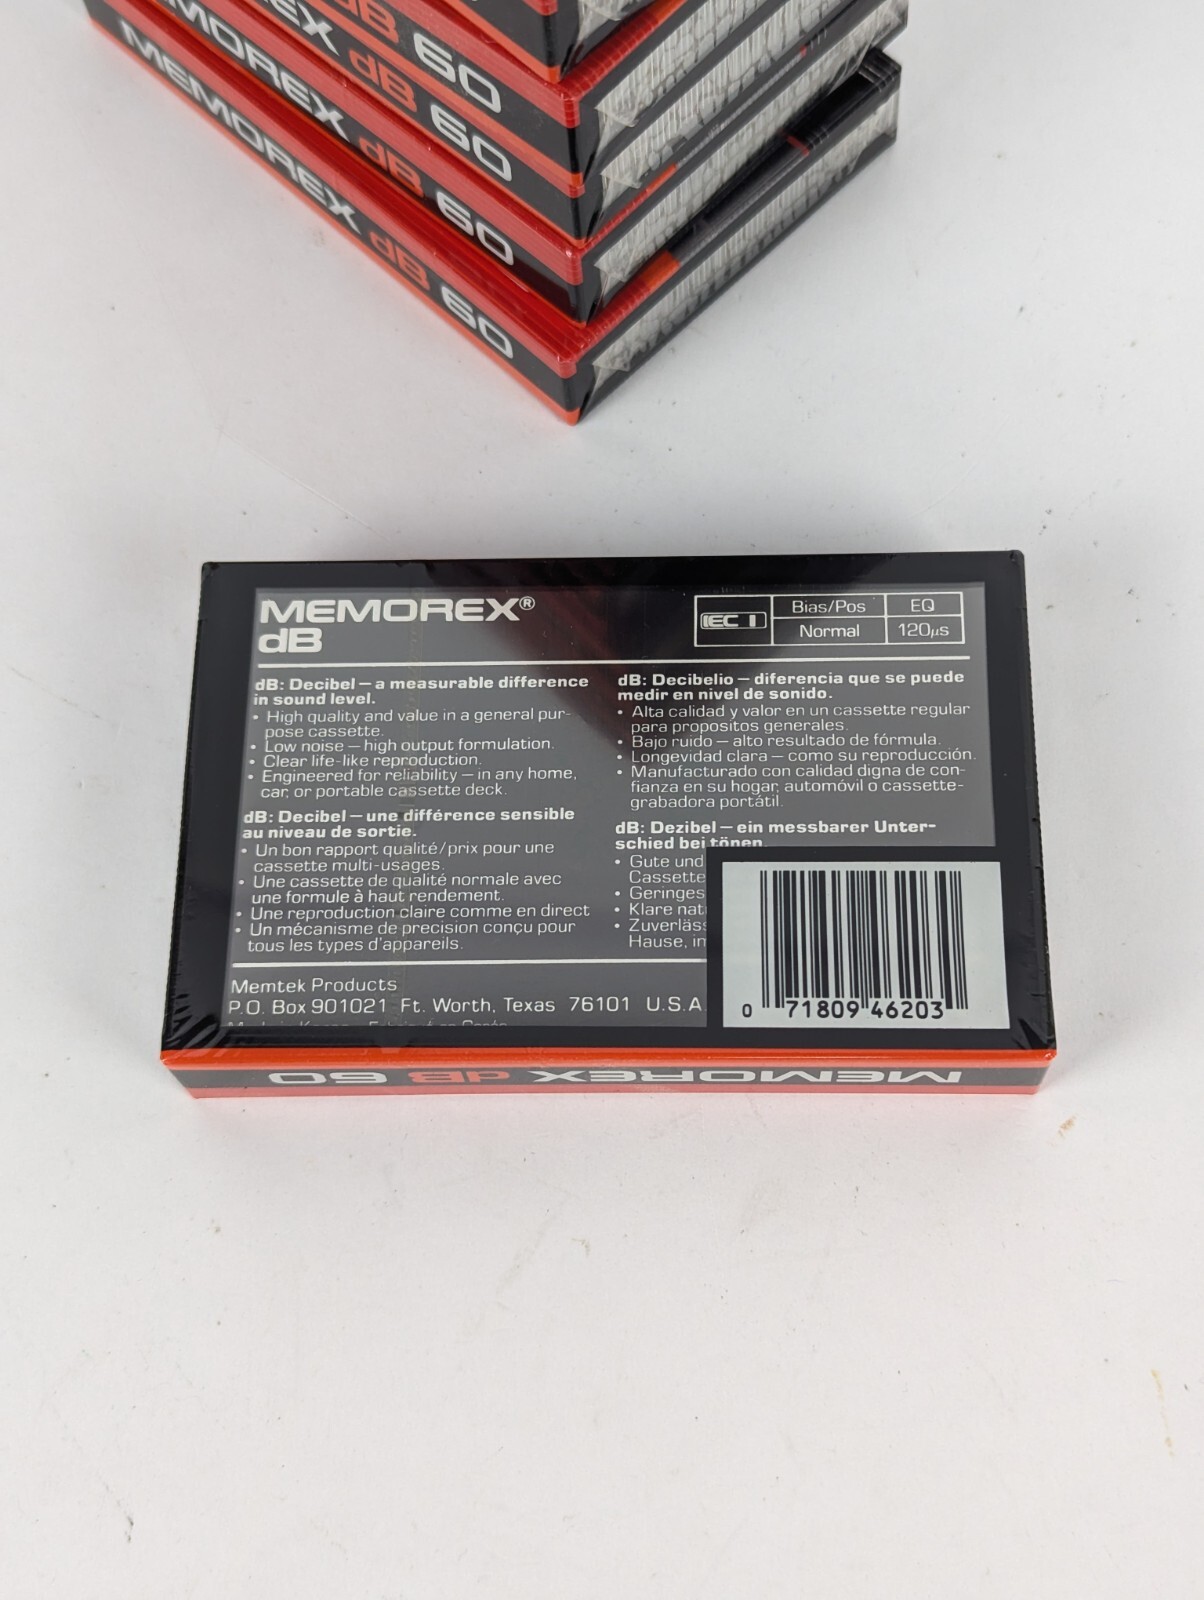 dB 60
EX dB 60
MOREX dB 60
MEMOREX dB 60
MEMOREX®
dB
IEC I
Bias/Pos
EQ
Normal
120µs
dB: Decibel — a measurable difference
in sound level.
• High quality and value in a general pur-
pose cassette.
• Low noise — high output formulation.
• Clear life-like reproduction.
• Engineered for reliability — in any home,
car, or portable cassette deck.
dB: Decibel — une différence sensible
au niveau de sortie.
• Un bon rapport qualité/prix pour une
cassette multi-usages.
• Une cassette de qualité normale avec
une formule à haut rendement.
• Une reproduction claire comme en direct
• Un mécanisme de precision conçu pour
tous les types d'appareils.
dB: Decibelio — diferencia que se puede
medir en nivel de sonido.
• Alta calidad y valor en un cassette regular
para propositos generales.
• Bajo ruido — alto resultado de fórmula.
• Longevidad clara — como su reproducción.
• Manufacturado con calidad digna de con-
fianza en su hogar, automóvil o cassette-
grabadora portátil.
dB: Dezibel — ein messbarer Unter-
schied bei tönen.
• Gute und
Cassette
• Geringes
• Klare nat
• Zuverläss
Hause, in
Memtek Products
P.O. Box 901021 Ft. Worth, Texas 76101 U.S.A
0 71809 46203
MEMOREX dB 60